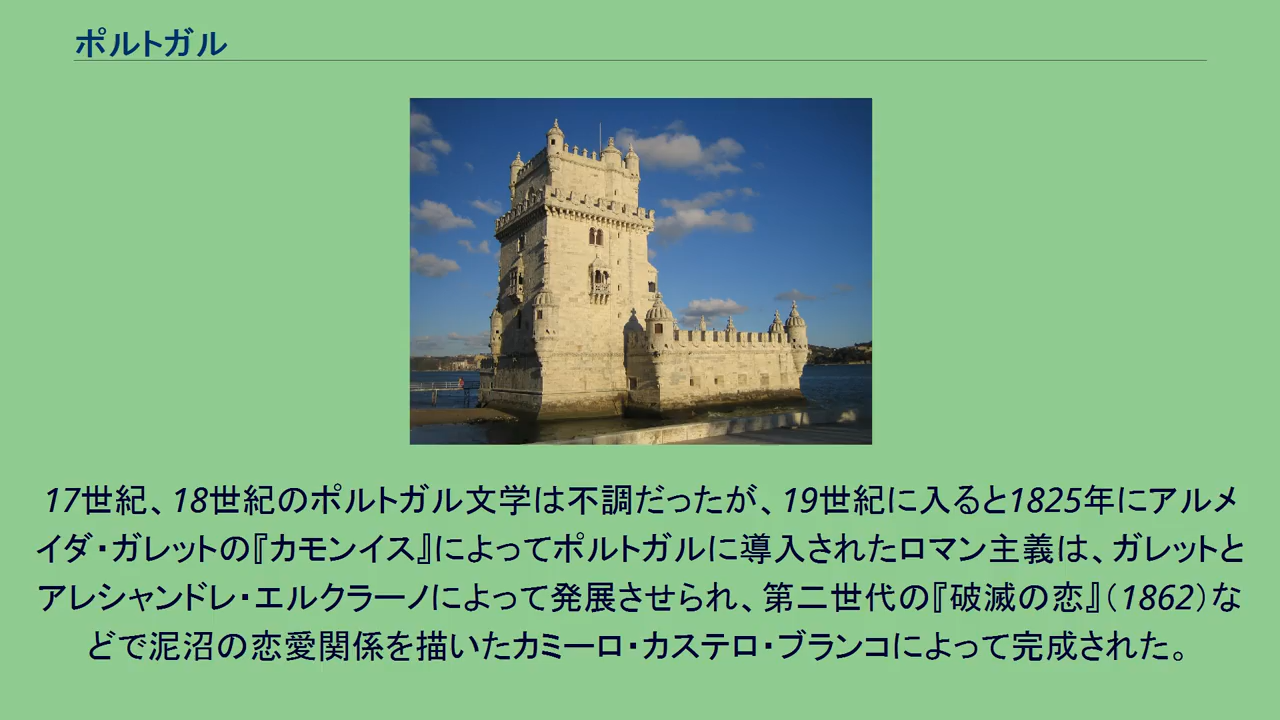 ポルトガル
17世紀、18世紀のポルトガル文学は不調だったが、19世紀に入ると1825年にアルメ
イダ・ガレットの『カモンイス』によってポルトガルに導入されたロマン主義は、ガレットと
アレシャンドレ・エルクラーノによって発展させられ、第二世代の『破滅の恋』（1862）な
どで泥沼の恋愛関係を描いたカミーロ・カステロ・ブランコによって完成された。